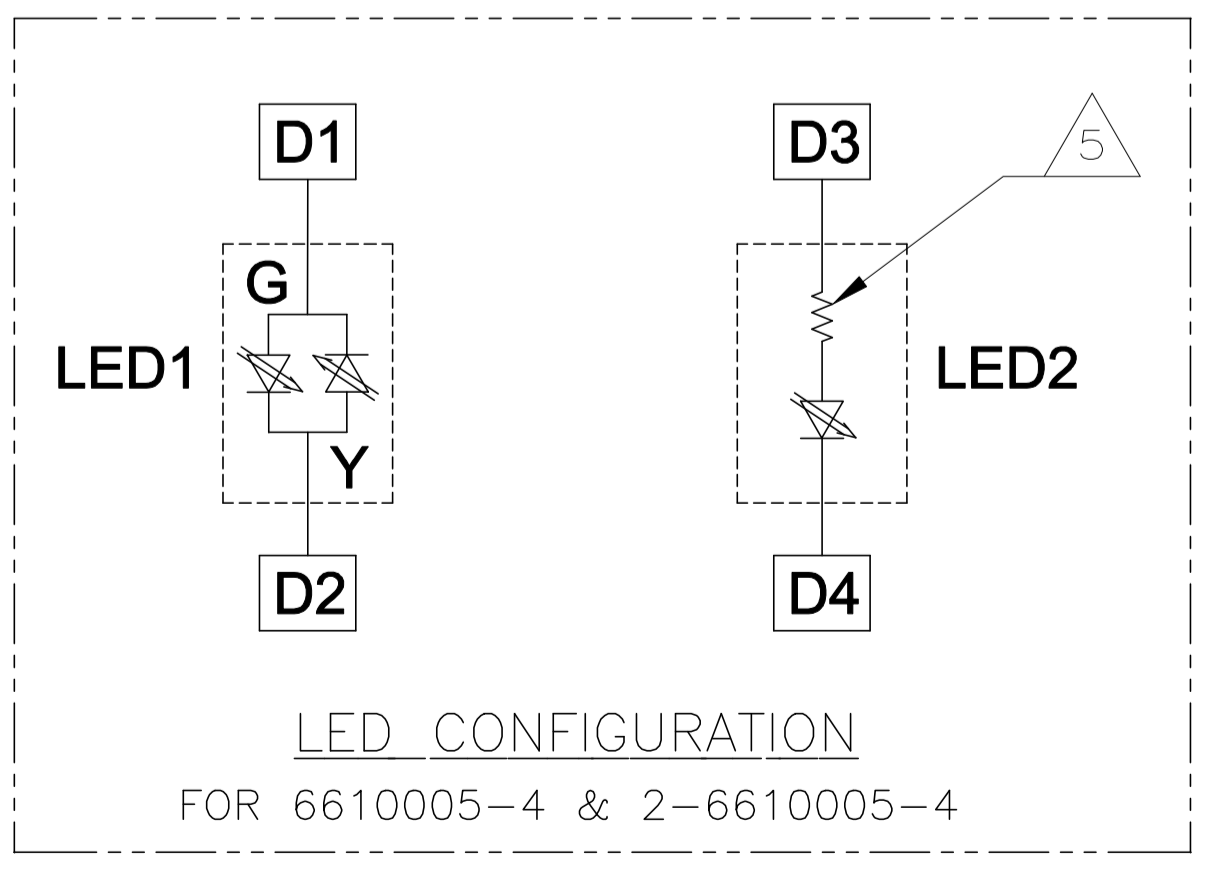 D1
D3
5
G
LED1
LED2
Y
D2
D4
LED CONFIGURATION
FOR 6610005-4 & 2-6610005-4